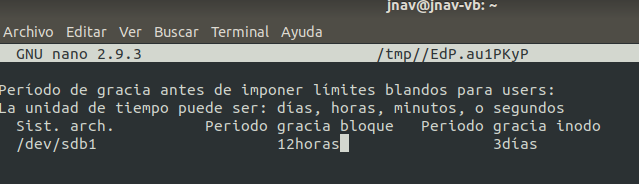 jnav@jnav-vb: ~
Archivo Editar Ver Buscar Terminal Ayuda
GNU nano 2.9.3 /tmp//EdP.au1PKyP
Período de gracia antes de imponer límites blandos para users:
La unidad de tiempo puede ser: días, horas, minutos, o segundos
Sist. arch. Periodo gracia bloque Periodo gracia inodo
/dev/sdb1 12horas 3días